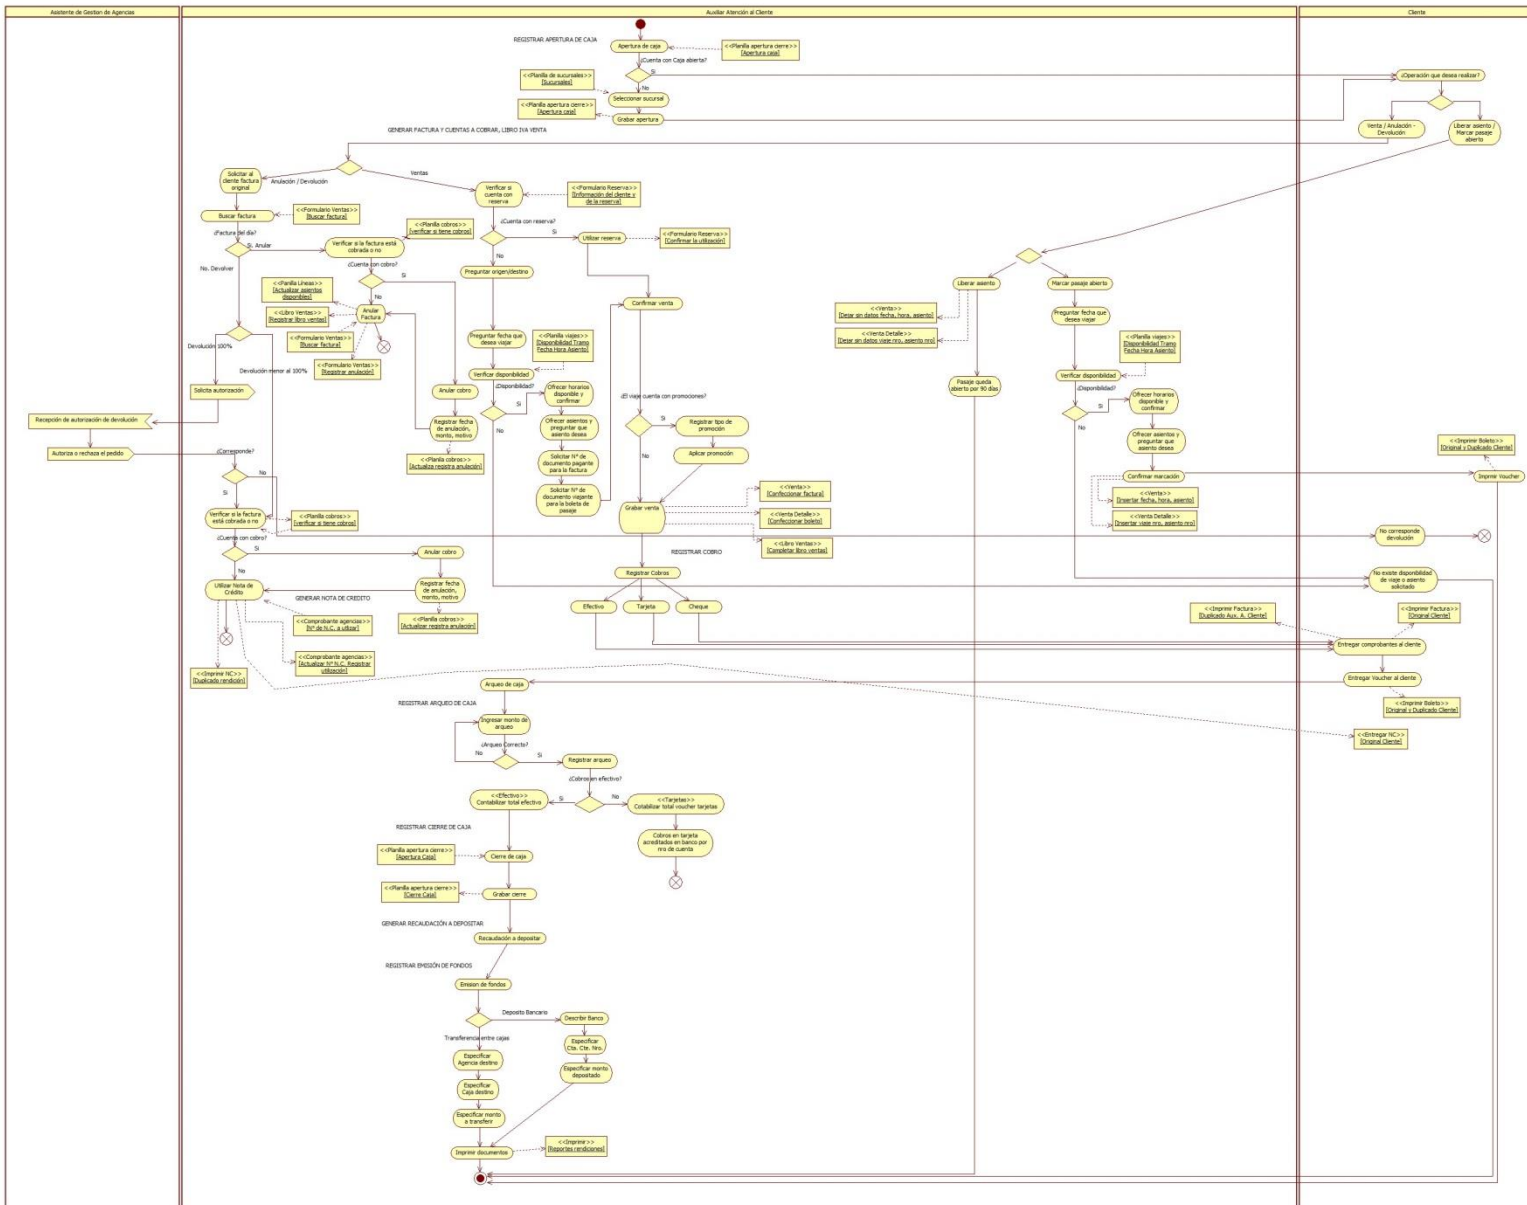 Asistente de Gestion de Agencias
Auxiliar Atención al Cliente
Cliente
REGISTRAR APERTURA DE CAJA
Apertura de caja
<<Planilla apertura cierre>>
[Apertura caja]
¿Cuenta con Caja abierta?
Si
No
<<Planilla de sucursales>>
[Sucursales]
Seleccionar sucursal
<<Planilla apertura cierre>>
[Apertura caja]
Grabar apertura
¿Operación que desea realizar?
Venta / Anulación -
Devolución
Liberar asiento /
Marcar pasaje
abierto
GENERAR FACTURA Y CUENTAS A COBRAR, LIBRO IVA VENTA
Solicitar al
cliente factura
original
Anulación / Devolución
Ventas
Buscar factura
<<Formulario Ventas>>
[Buscar factura]
¿Factura del día?
Si. Anular
No. Devolver
Verificar si la factura está
cobrada o no
<<Planilla cobros>>
[verificar si tiene cobros]
¿Cuenta con cobro?
Si
No
<<Panilla Líneas>>
[Actualizar asientas
disponibles]
<<Libro Ventas>>
[Registrar libro ventas]
Anular
Factura
<<Formulario Ventas>>
[Buscar factura]
<<Formulario Ventas>>
[Registrar anulación]
Devolución 100%
Devolución menor al 100%
Solicita autorización
Recepción de autorización de devolución
Autoriza o rechaza el pedido
Anular cobro
Registrar fecha
de anulación,
monto, motivo
<<Planlla cobros>>
[Actualiza registra anulación]
Verificar si
cuenta con
reserva
<<Formulario Reserva>>
[Información del cliente y
de la reserva]
¿Cuenta con reserva?
Si
No
Utilizar reserva
<<Formulario Reserva>>
[Confirmar la utilización]
Preguntar origen/destino
Confirmar venta
Preguntar fecha que
desea viajar
<<Planilla viajes>>
[Disponibilidad Tramo
Fecha Hora Asiento]
Verificar disponibilidad
¿Disponibilidad?
Si
No
Ofrecer horarios
disponible y
confirmar
Ofrecer asientos y
preguntar que
asiento desea
Solicitar N° de
documento pagante
para la factura
Solicitar N° de
documento viajante
para la boleta de
pasaje
¿El viaje cuenta con promociones?
Si
No
Registrar tipo de
promoción
Aplicar promoción
Grabar venta
<<Venta>>
[Confeccionar factura]
<<Venta Detalle>>
[Confeccionar boleto]
<<Libro Ventas>>
[Completar libro ventas]
Liberar asiento
Marcar pasaje abierto
<<Venta>>
[Dejar sin datos fecha, hora, asiento]
<<Venta Detalle>>
[Dejar sin datos viaje nro, asiento nro]
Pasaje queda
abierto por 90 días
Preguntar fecha que
desea viajar
<<Planilla viajes>>
[Disponibilidad Tramo
Fecha Hora Asiento]
Verificar disponibilidad
¿Disponibilidad?
Si
No
Ofrecer horarios
disponible y
confirmar
Ofrecer asientos y
preguntar que
asiento desea
Confirmar marcación
<<Venta>>
[Insertar fecha, hora, asiento]
<<Venta Detalle>>
[Insertar viaje nro, asiento nro]
<<Imprimir Boleto>>
[Original y Duplicado Cliente]
Imprmir Voucher
¿Corresponde?
Si
No
Verificar si la factura
está cobrada o no
<<Planilla cobros>>
[verificar si tiene cobros]
¿Cuenta con cobro?
Si
No
Anular cobro
Utilizar Nota de
Crédito
GENERAR NOTA DE CREDITO
Registrar fecha
de anulación,
monto, motivo
<<Planilla cobros>>
[Actualizar registra anulación]
<<Comprobante agencias>>
[N° de N.C. a utilizar]
<<Comprobante agencias>>
[Actualizar N° N.C. Registrar
utilización]
<<Imprimir NC>>
[Duplicado rendición]
No corresponde
devolución
No existe disponibilidad
de viaje o asiento
solicitado
REGISTRAR COBRO
Registrar Cobros
Efectivo
Tarjeta
Cheque
<<Imprimir Factura>>
[Duplicado Aux. A. Cliente]
<<Imprimir Factura>>
[Original Cliente]
Entregar comprobantes al cliente
Entregar Voucher al cliente
<<Imprimir Boleto>>
[Original y Duplicado Cliente]
<<Entregar NC>>
[Original Cliente]
Arqueo de caja
REGISTRAR ARQUEO DE CAJA
Ingresar monto de
arqueo
¿Arqueo Correcto?
No
Si
Registrar arqueo
¿Cobros en efectivo?
Si
No
<<Efectivo>>
Contabilizar total efectivo
<<Tarjetas>>
Cotabilizar total voucher tarjetas
REGISTRAR CIERRE DE CAJA
Cobros en tarjeta
acreditados en banco por
nro de cuenta
<<Planilla apertura cierre>>
[Apertura Caja]
Cierre de caja
<<Planilla apertura cierre>>
[Cierre Caja]
Grabar cierre
GENERAR RECAUDACIÓN A DEPOSITAR
Recaudación a depositar
REGISTRAR EMISIÓN DE FONDOS
Emision de fondos
Deposito Bancario
Describir Banco
Transferencia entre cajas
Especificar
Cta. Cte. Nro.
Especificar
Agencia destino
Especificar monto
depositado
Especificar
Caja destino
Especificar monto
a transferir
Imprimir documentos
<<Imprimir>>
[Reportes rendiciones]